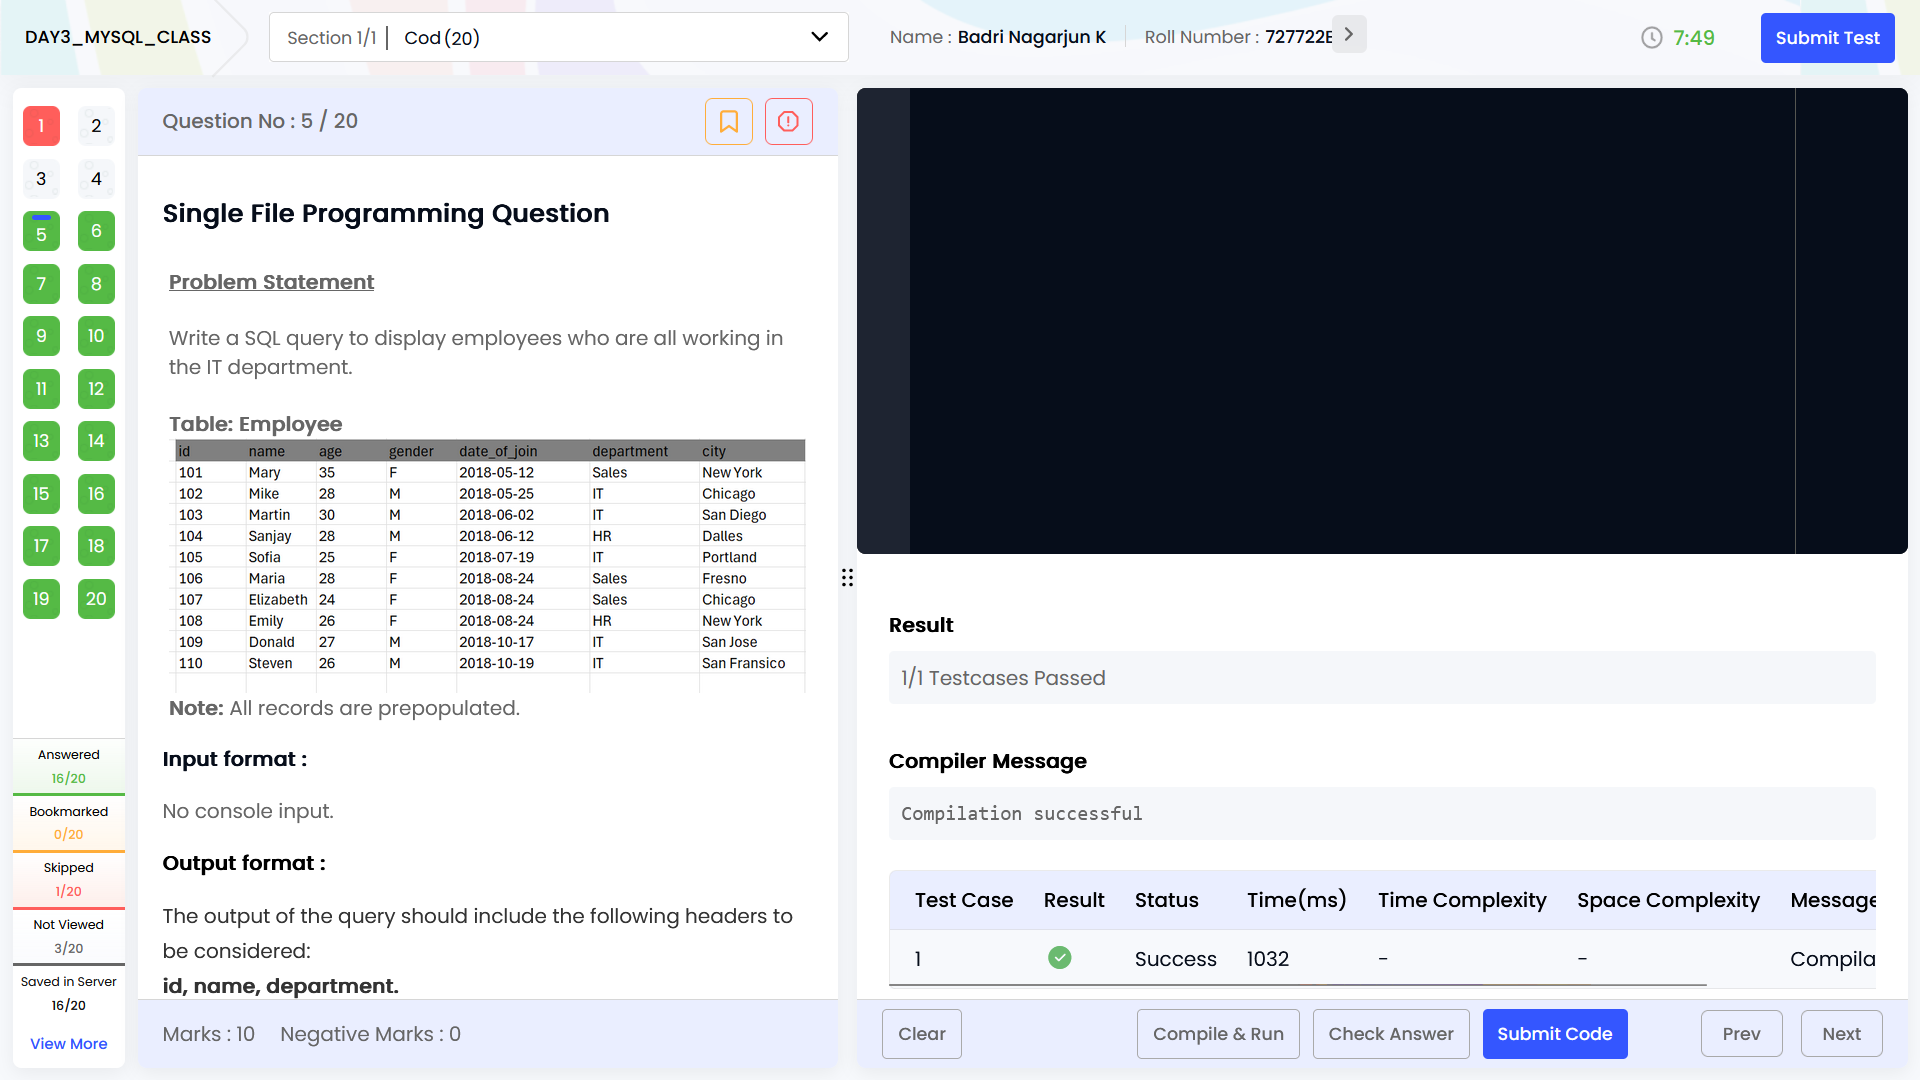 DAY3_MYSQL_CLASS
Section 1/1 | Cod (20)
Name : Badri Nagarjun K
Roll Number : 727722E
7:49
Submit Test
1 2
3 4
5 6
7 8
9 10
11 12
13 14
15 16
17 18
19 20
Answered
16/20
Bookmarked
0/20
Skipped
1/20
Not Viewed
3/20
Saved in Server
16/20
View More
Question No : 5 / 20
Single File Programming Question
Problem Statement
Write a SQL query to display employees who are all working in
the IT department.
Table: Employee
id name age gender date_of_join department city
101 Mary 35 F 2018-05-12 Sales New York
102 Mike 28 M 2018-05-25 IT Chicago
103 Martin 30 M 2018-06-02 IT San Diego
104 Sanjay 28 M 2018-06-12 HR Dalles
105 Sofia 25 F 2018-07-19 IT Portland
106 Maria 28 F 2018-08-24 Sales Fresno
107 Elizabeth 24 F 2018-08-24 Sales Chicago
108 Emily 26 F 2018-08-24 HR New York
109 Donald 27 M 2018-10-17 IT San Jose
110 Steven 26 M 2018-10-19 IT San Fransico
Note: All records are prepopulated.
Input format :
No console input.
Output format :
The output of the query should include the following headers to
be considered:
id, name, department.
Marks : 10 Negative Marks : 0
Result
1/1 Testcases Passed
Compiler Message
Compilation successful
Test Case Result Status Time(ms) Time Complexity Space Complexity Message
1 Success 1032 - - Compila
Clear
Compile & Run
Check Answer
Submit Code
Prev
Next